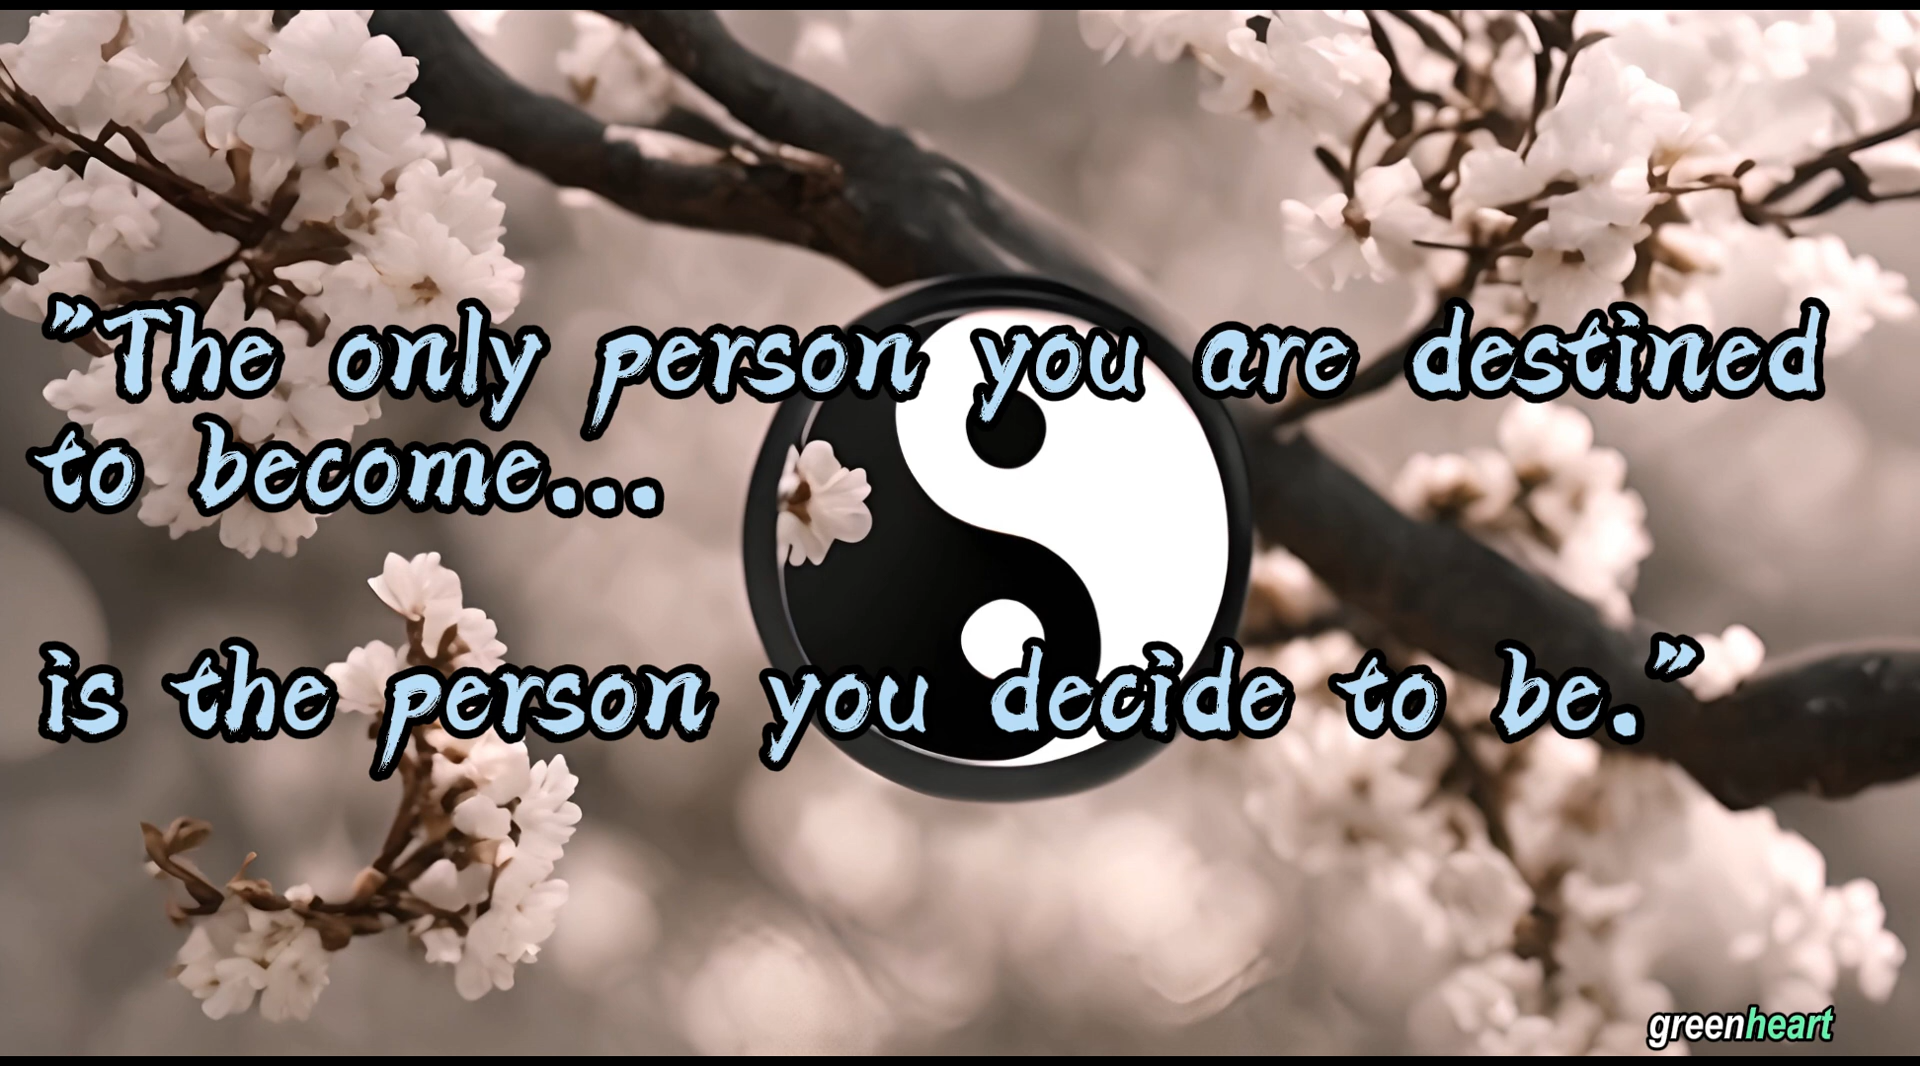 "The only person you are destined
to become...
is the person you decide to be."
greenheart